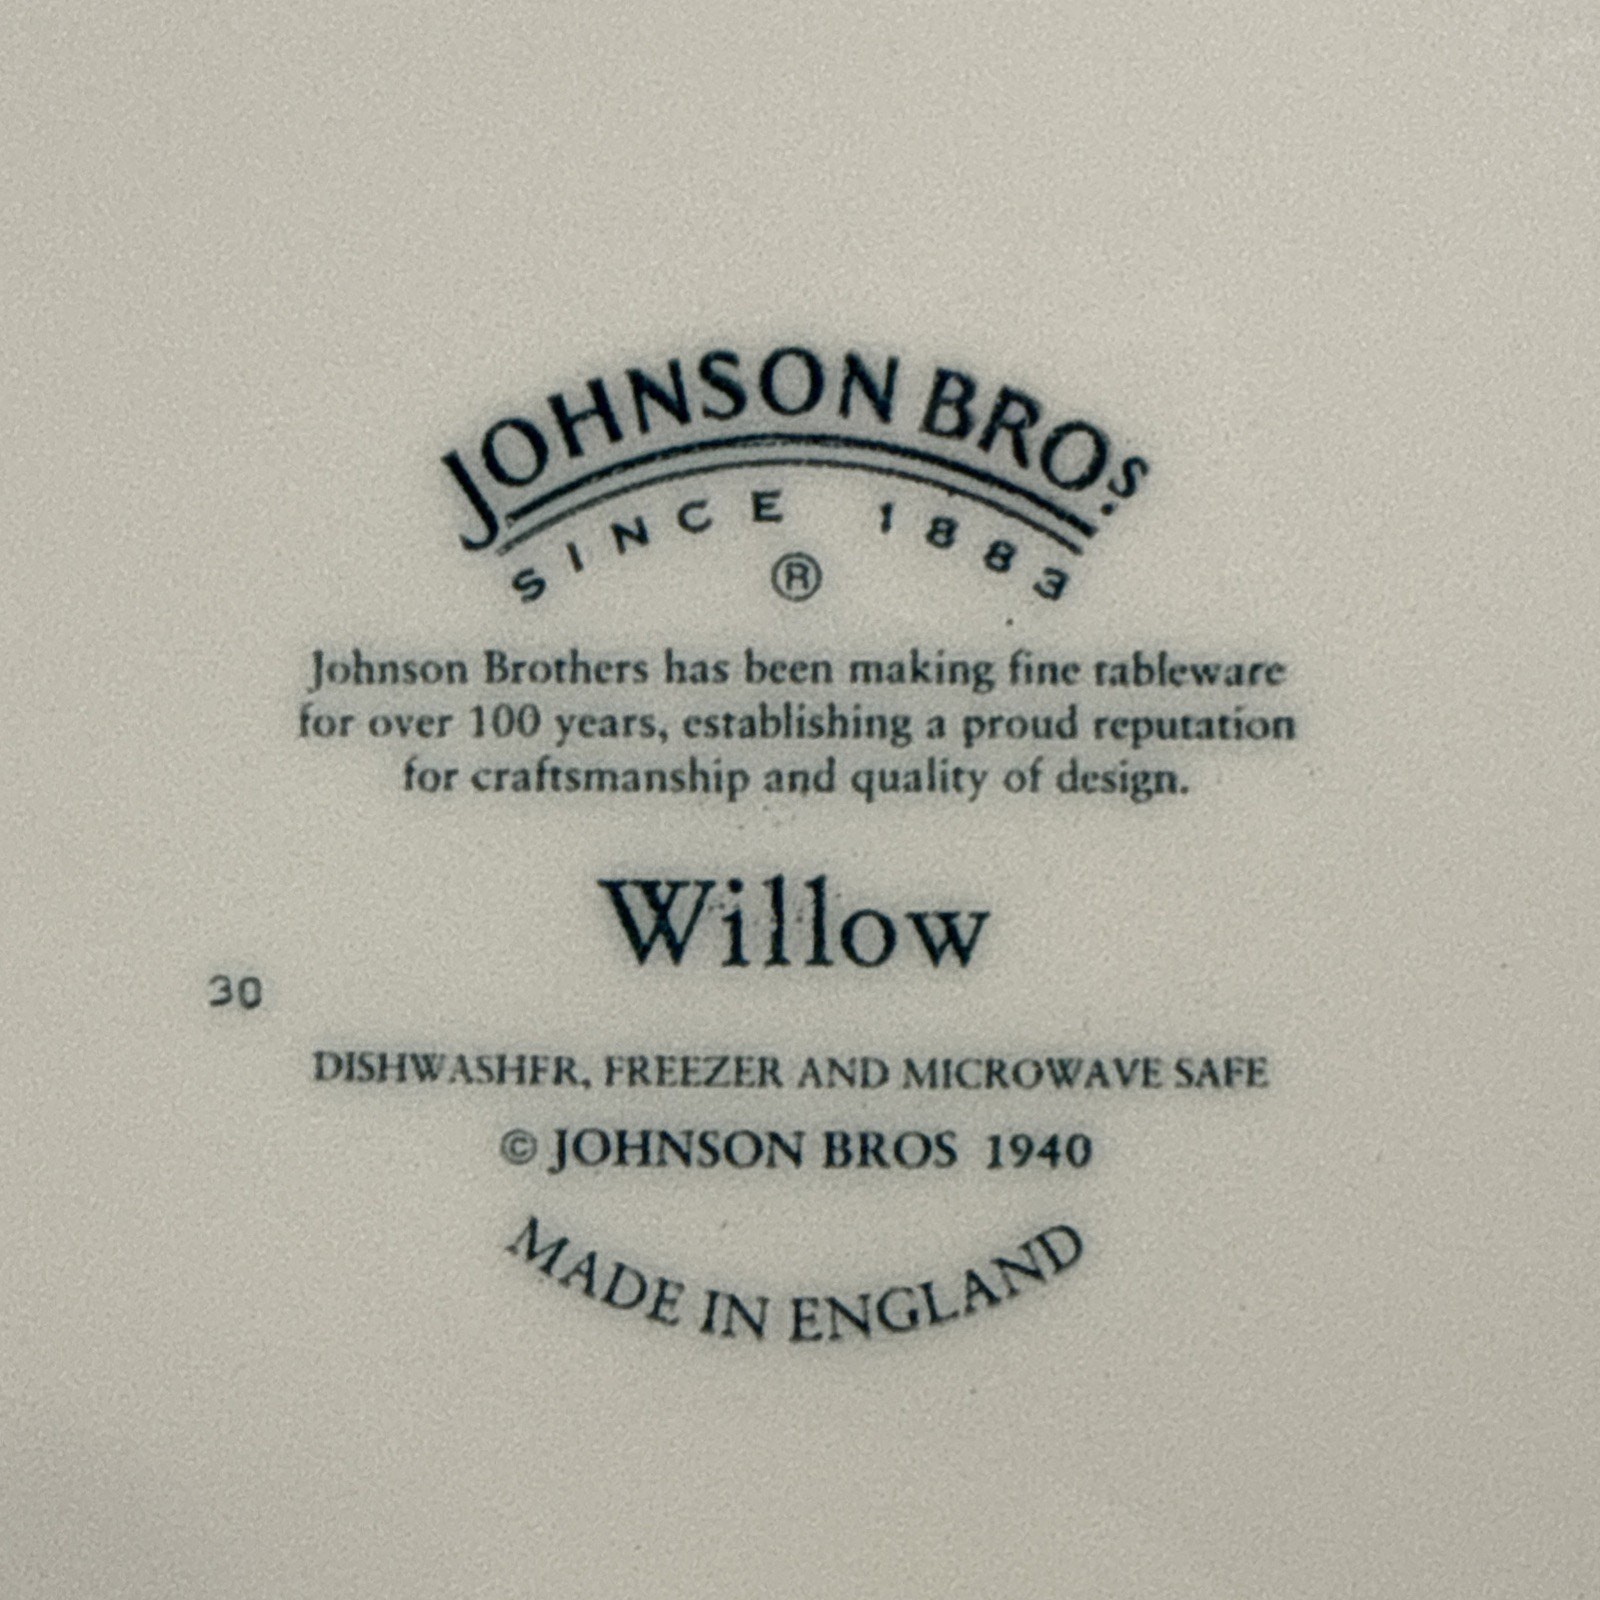 JOHNSON BROS.
SINCE 1883
®
Johnson Brothers has been making fine tableware
for over 100 years, establishing a proud reputation
for craftsmanship and quality of design.
Willow
30
DISHWASHER, FREEZER AND MICROWAVE SAFE
© JOHNSON BROS 1940
MADE IN ENGLAND